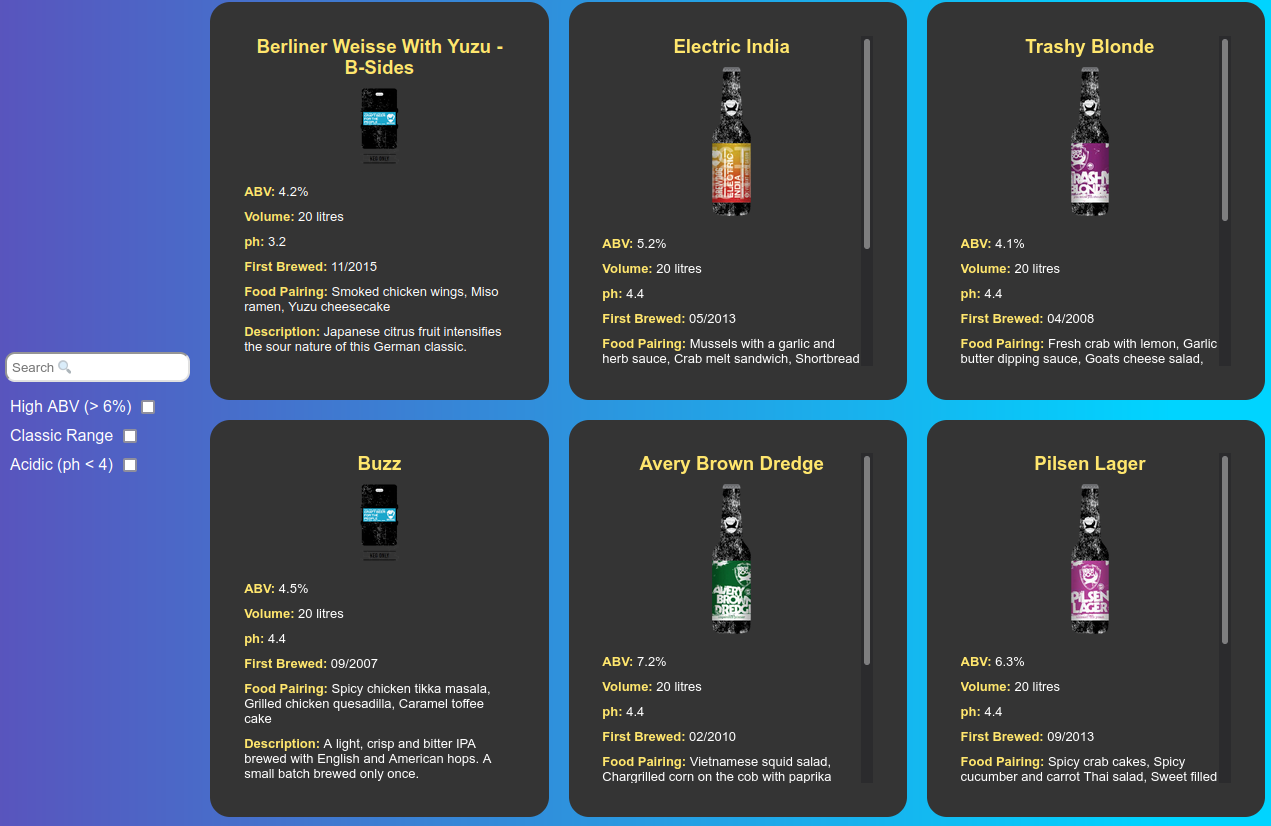 Search 🔍
High ABV (> 6%)
Classic Range
Acidic (ph < 4)
Berliner Weisse With Yuzu -
B-Sides
ABV: 4.2%
Volume: 20 litres
ph: 3.2
First Brewed: 11/2015
Food Pairing: Smoked chicken wings, Miso
ramen, Yuzu cheesecake
Description: Japanese citrus fruit intensifies
the sour nature of this German classic.
Electric India
ELECTRIC
INDIA
ABV: 5.2%
Volume: 20 litres
ph: 4.4
First Brewed: 05/2013
Food Pairing: Mussels with a garlic and
herb sauce, Crab melt sandwich, Shortbread
Trashy Blonde
TRASHY
BLONDE
ABV: 4.1%
Volume: 20 litres
ph: 4.4
First Brewed: 04/2008
Food Pairing: Fresh crab with lemon, Garlic
butter dipping sauce, Goats cheese salad,
Buzz
ABV: 4.5%
Volume: 20 litres
ph: 4.4
First Brewed: 09/2007
Food Pairing: Spicy chicken tikka masala,
Grilled chicken quesadilla, Caramel toffee
cake
Description: A light, crisp and bitter IPA
brewed with English and American hops. A
small batch brewed only once.
Avery Brown Dredge
AVERY
BROWN
DREDGE
ABV: 7.2%
Volume: 20 litres
ph: 4.4
First Brewed: 02/2010
Food Pairing: Vietnamese squid salad,
Chargrilled corn on the cob with paprika
Pilsen Lager
PILSEN
LAGER
ABV: 6.3%
Volume: 20 litres
ph: 4.4
First Brewed: 09/2013
Food Pairing: Spicy crab cakes, Spicy
cucumber and carrot Thai salad, Sweet filled